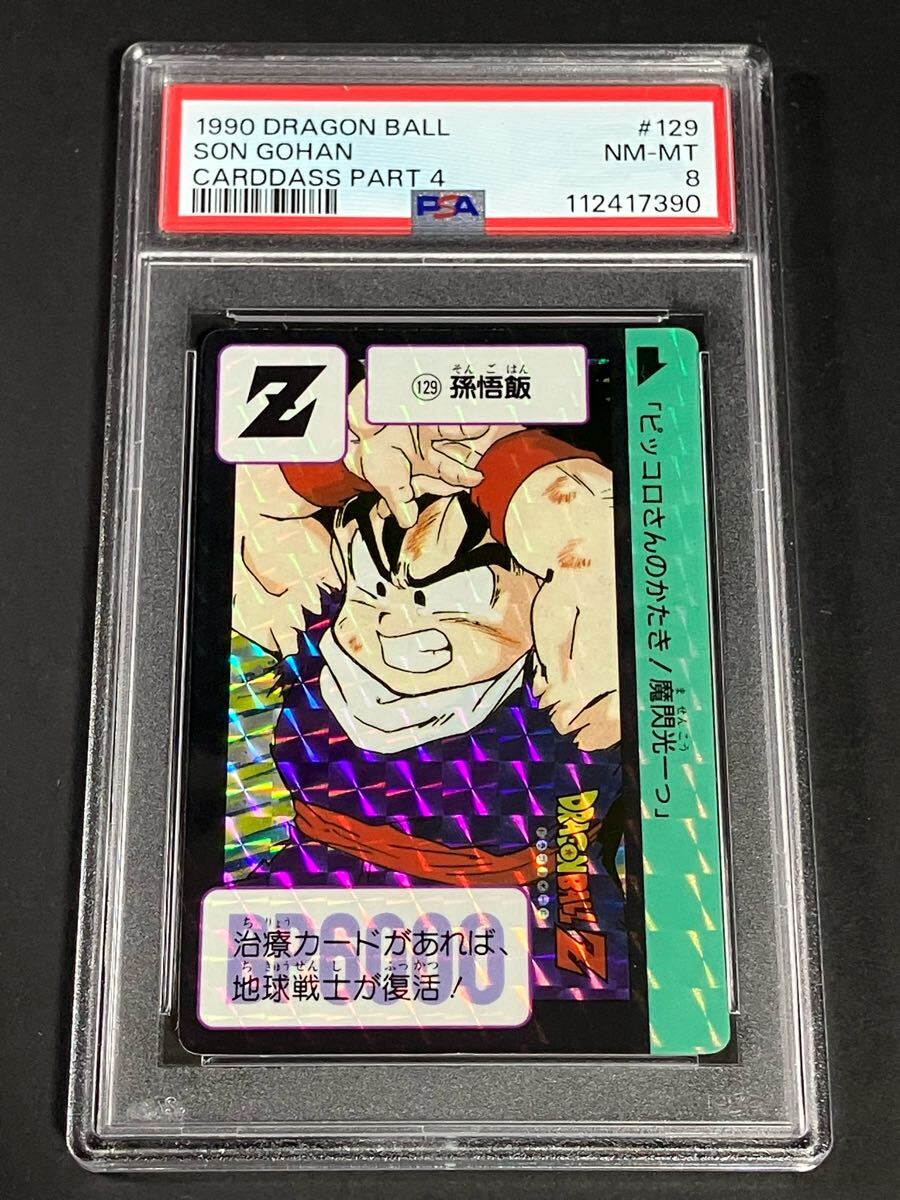 1990 DRAGON BALL #129
SON GOHAN NM-MT
CARDDASS PART 4 8
PSA 112417390
Z
そん ご はん
129 孫悟飯
「ピッコロさんのかたき! 魔閃光ーっ」
ま せんこう
DRAGON BALL Z
ち りょう
治療カードがあれば、
ち きゅうせん し ふっかつ
地球戦士が復活!